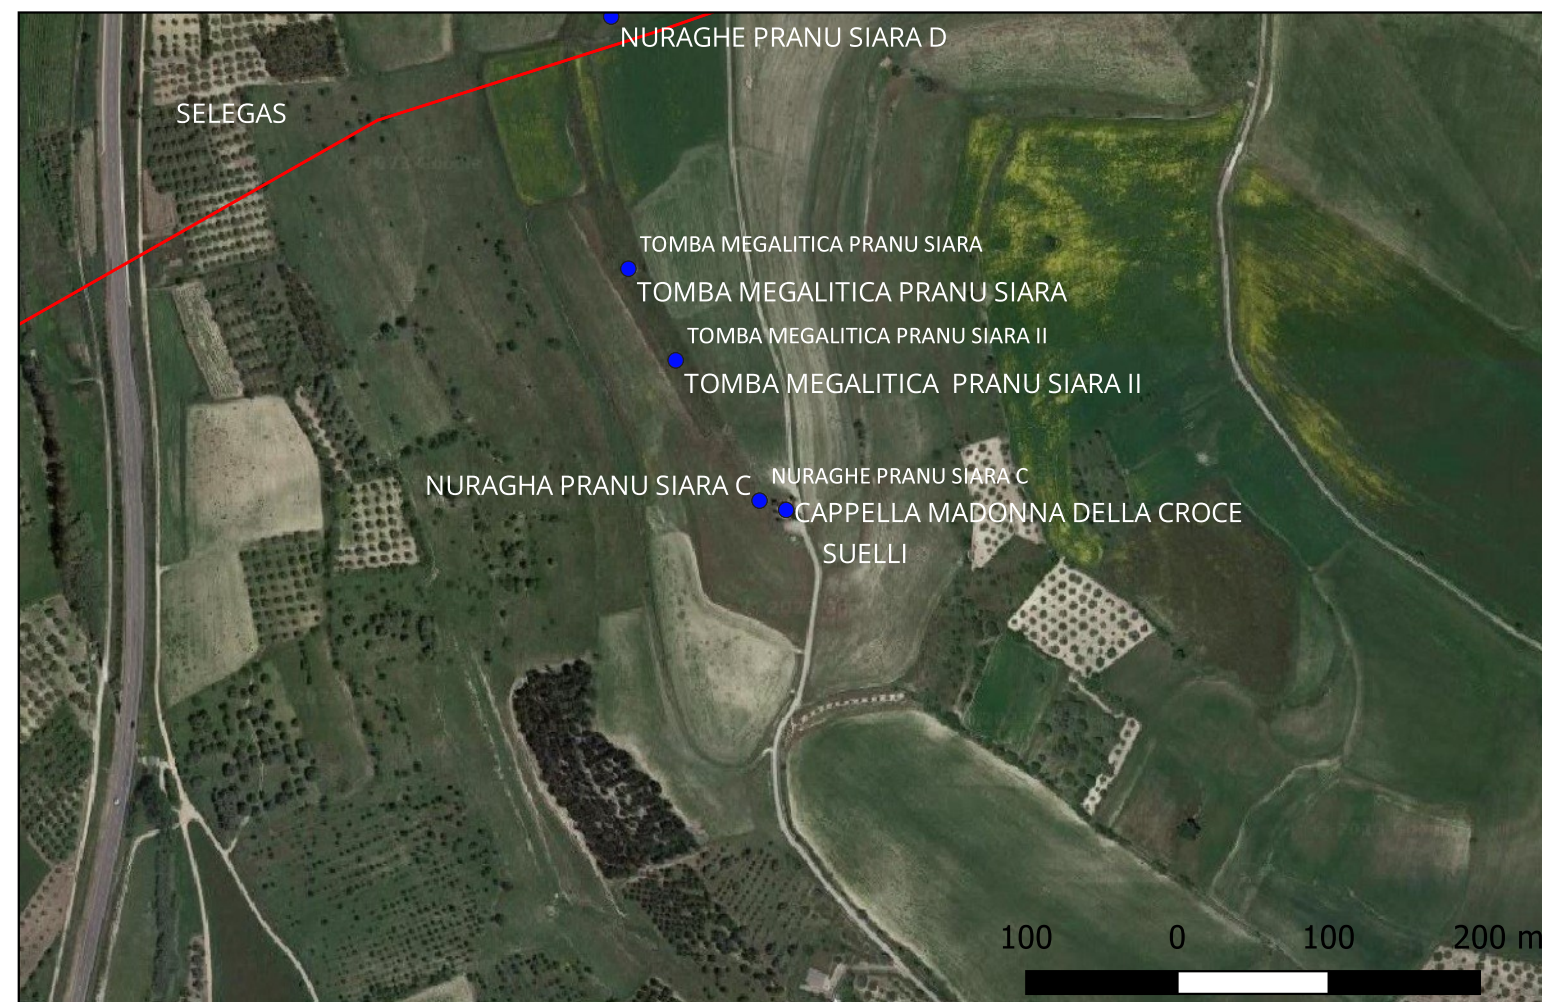 NURAGHE PRANU SIARA D
SELEGAS
TOMBA MEGALITICA PRANU SIARA
TOMBA MEGALITICA PRANU SIARA
TOMBA MEGALITICA PRANU SIARA II
TOMBA MEGALITICA  PRANU SIARA II
NURAGHE PRANU SIARA C
NURAGHA PRANU SIARA C
CAPPELLA MADONNA DELLA CROCE
SUELLI
100 0 100 200 m